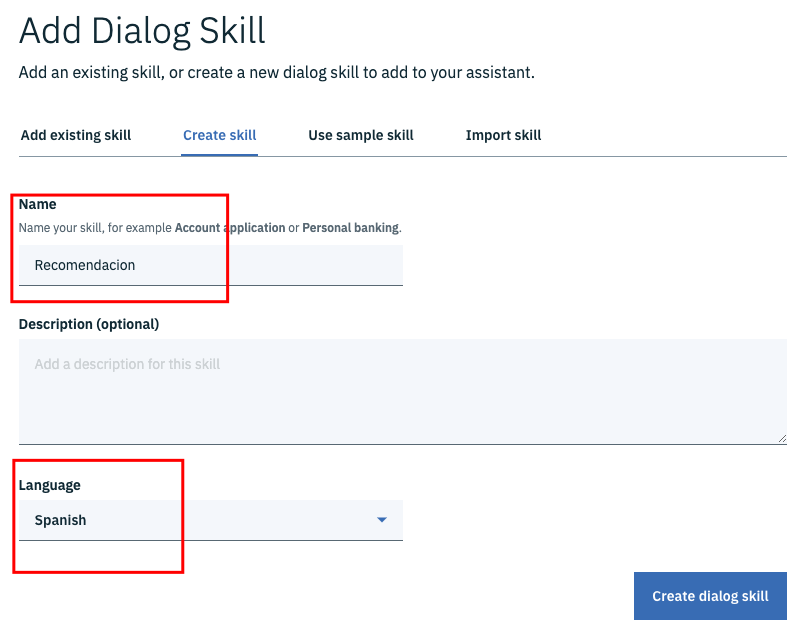 Add Dialog Skill
Add an existing skill, or create a new dialog skill to add to your assistant.
Add existing skill Create skill Use sample skill Import skill
Name
Name your skill, for example Account application or Personal banking.
Recomendacion
Description (optional)
Add a description for this skill
Language
Spanish
Create dialog skill